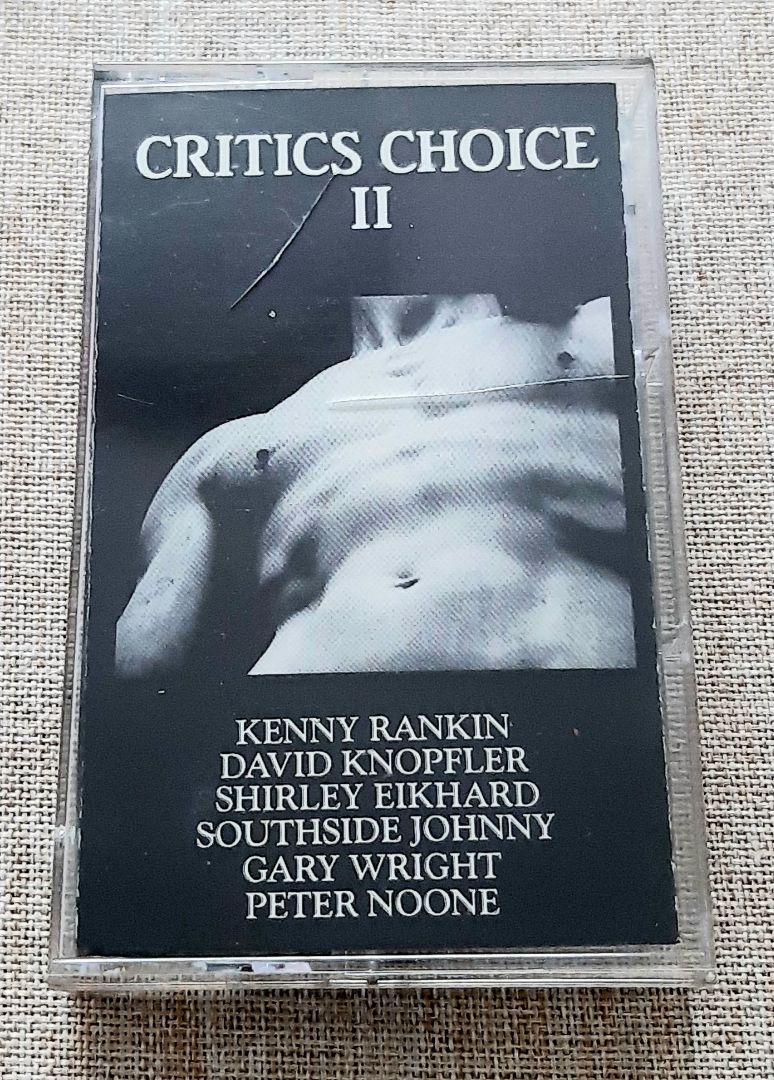 CRITICS CHOICE
II
KENNY RANKIN
DAVID KNOPFLER
SHIRLEY EIKHARD
SOUTHSIDE JOHNNY
GARY WRIGHT
PETER NOONE